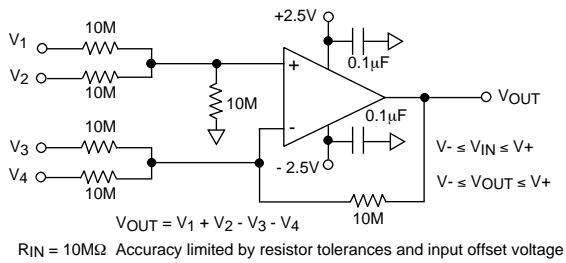 10M
+2.5V
V1
V2
10M
0.1µF
10M
+
-
VOUT
10M
0.1µF
V3
V4
10M
- 2.5V
V- ≤ VIN ≤ V+
V- ≤ VOUT ≤ V+
10M
VOUT = V1 + V2 - V3 - V4
RIN = 10MΩ Accuracy limited by resistor tolerances and input offset voltage